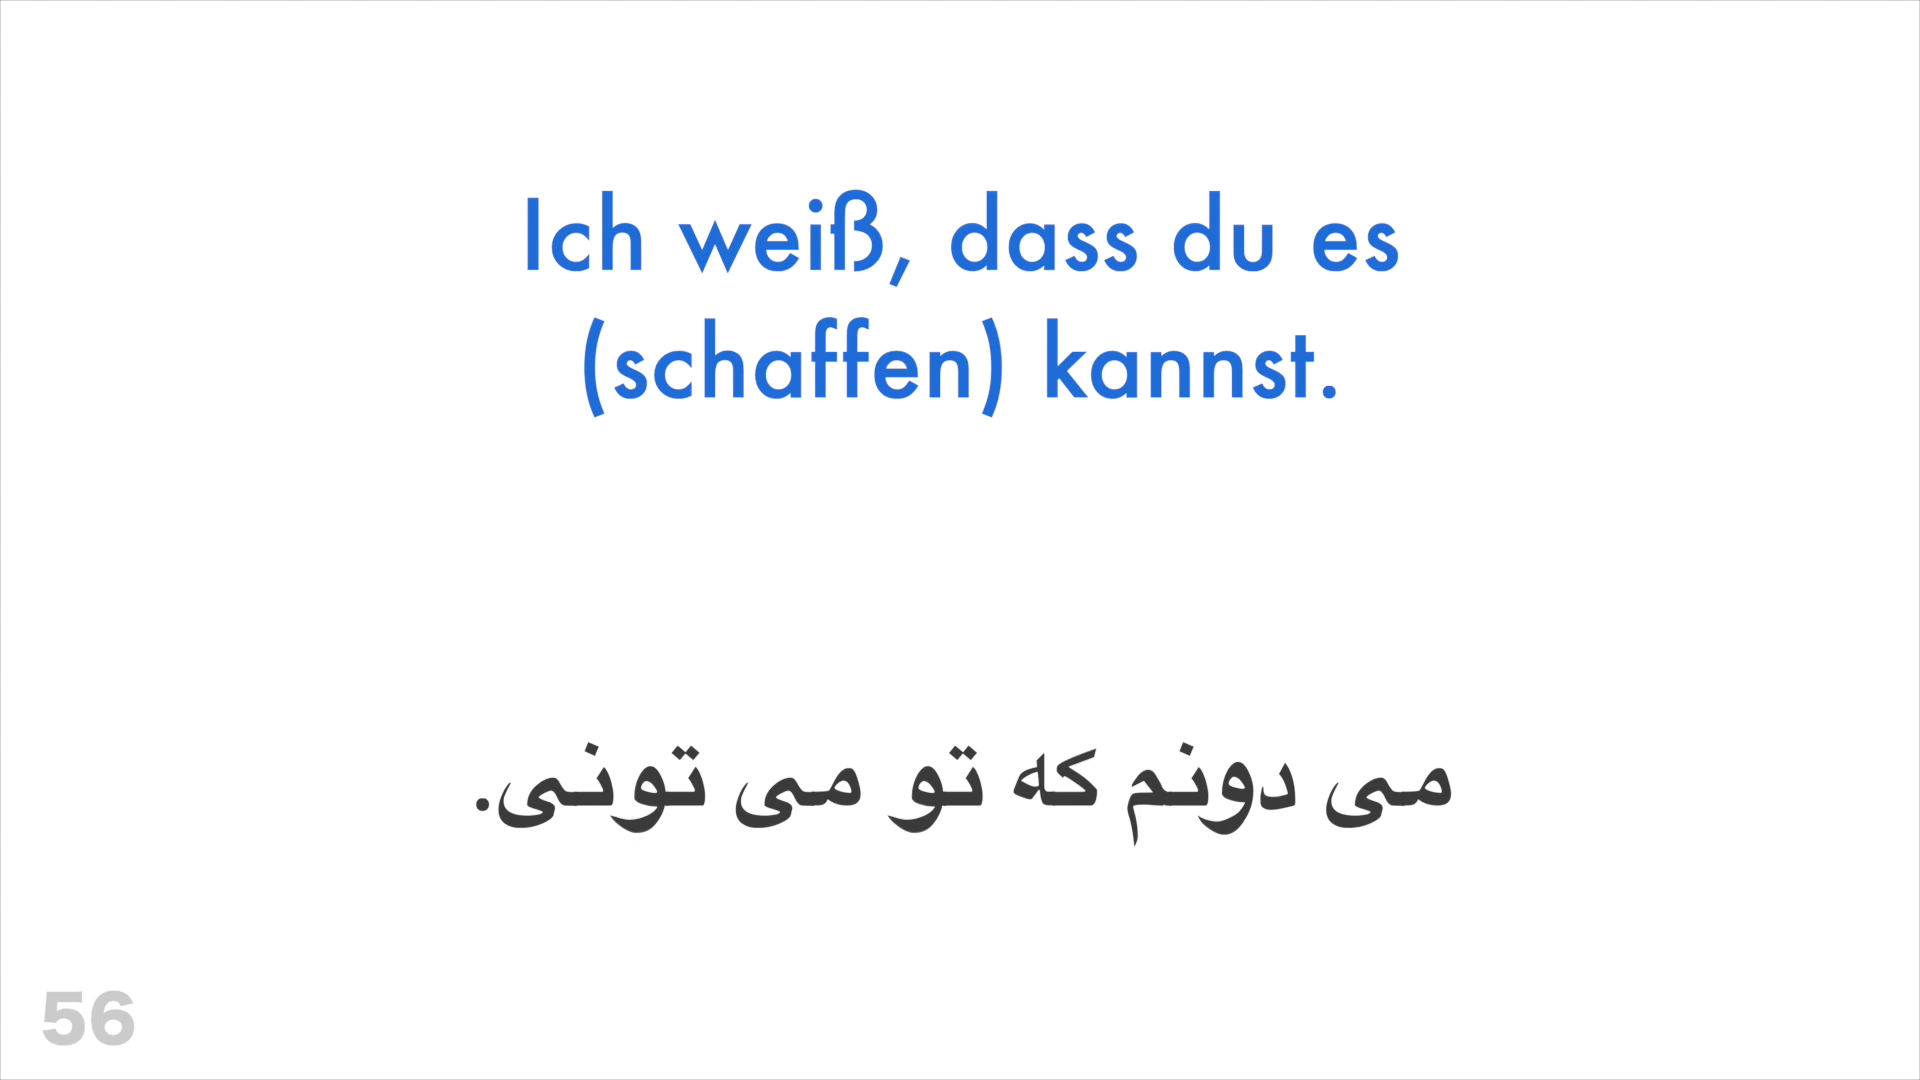 Ich weiß, dass du es
(schaffen) kannst.
می دونم که تو می تونی.
56